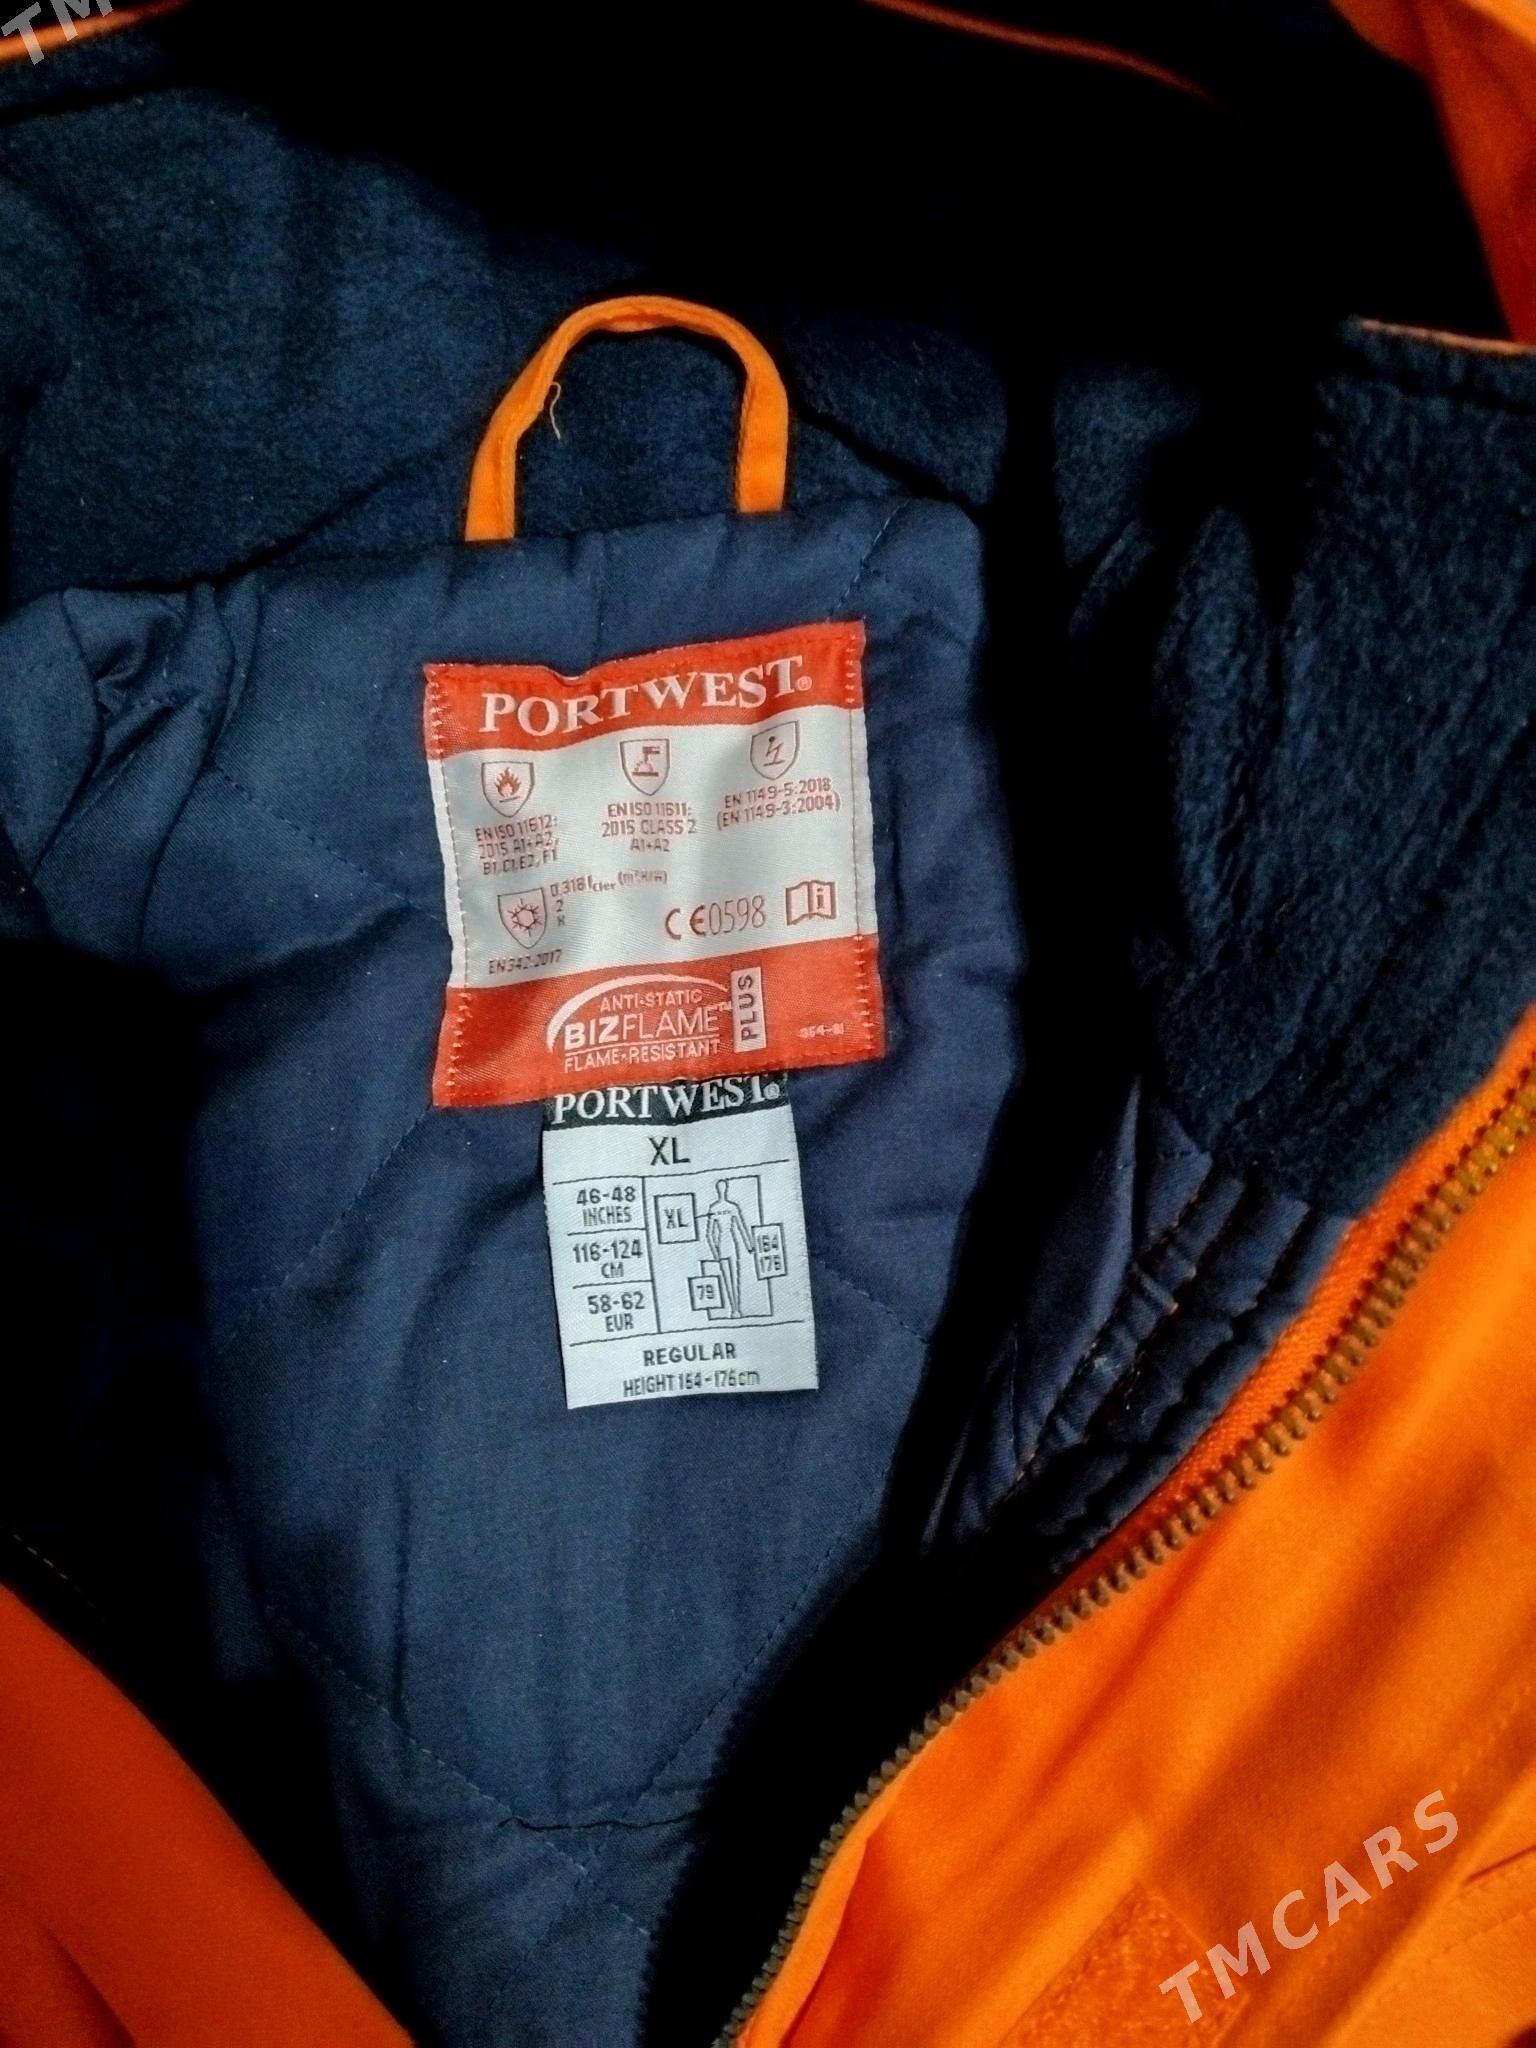 TM
PORTWEST®
EN ISO 11612:
2015 A1+A2,
B1, C1, E2, F1
EN ISO 11611:
2015 CLASS 2
A1+A2
EN 1149-5:2018
(EN 1149-3:2004)
0.318 Icler (m²K/W)
2
X
EN 342:2017
CE0598
ANTI-STATIC
BIZFLAME™
PLUS
FLAME-RESISTANT
PORTWEST®
XL
46-48
INCHES
116-124
CM
58-62
EUR
XL
164
176
79
REGULAR
HEIGHT 164-176cm
TMCARS